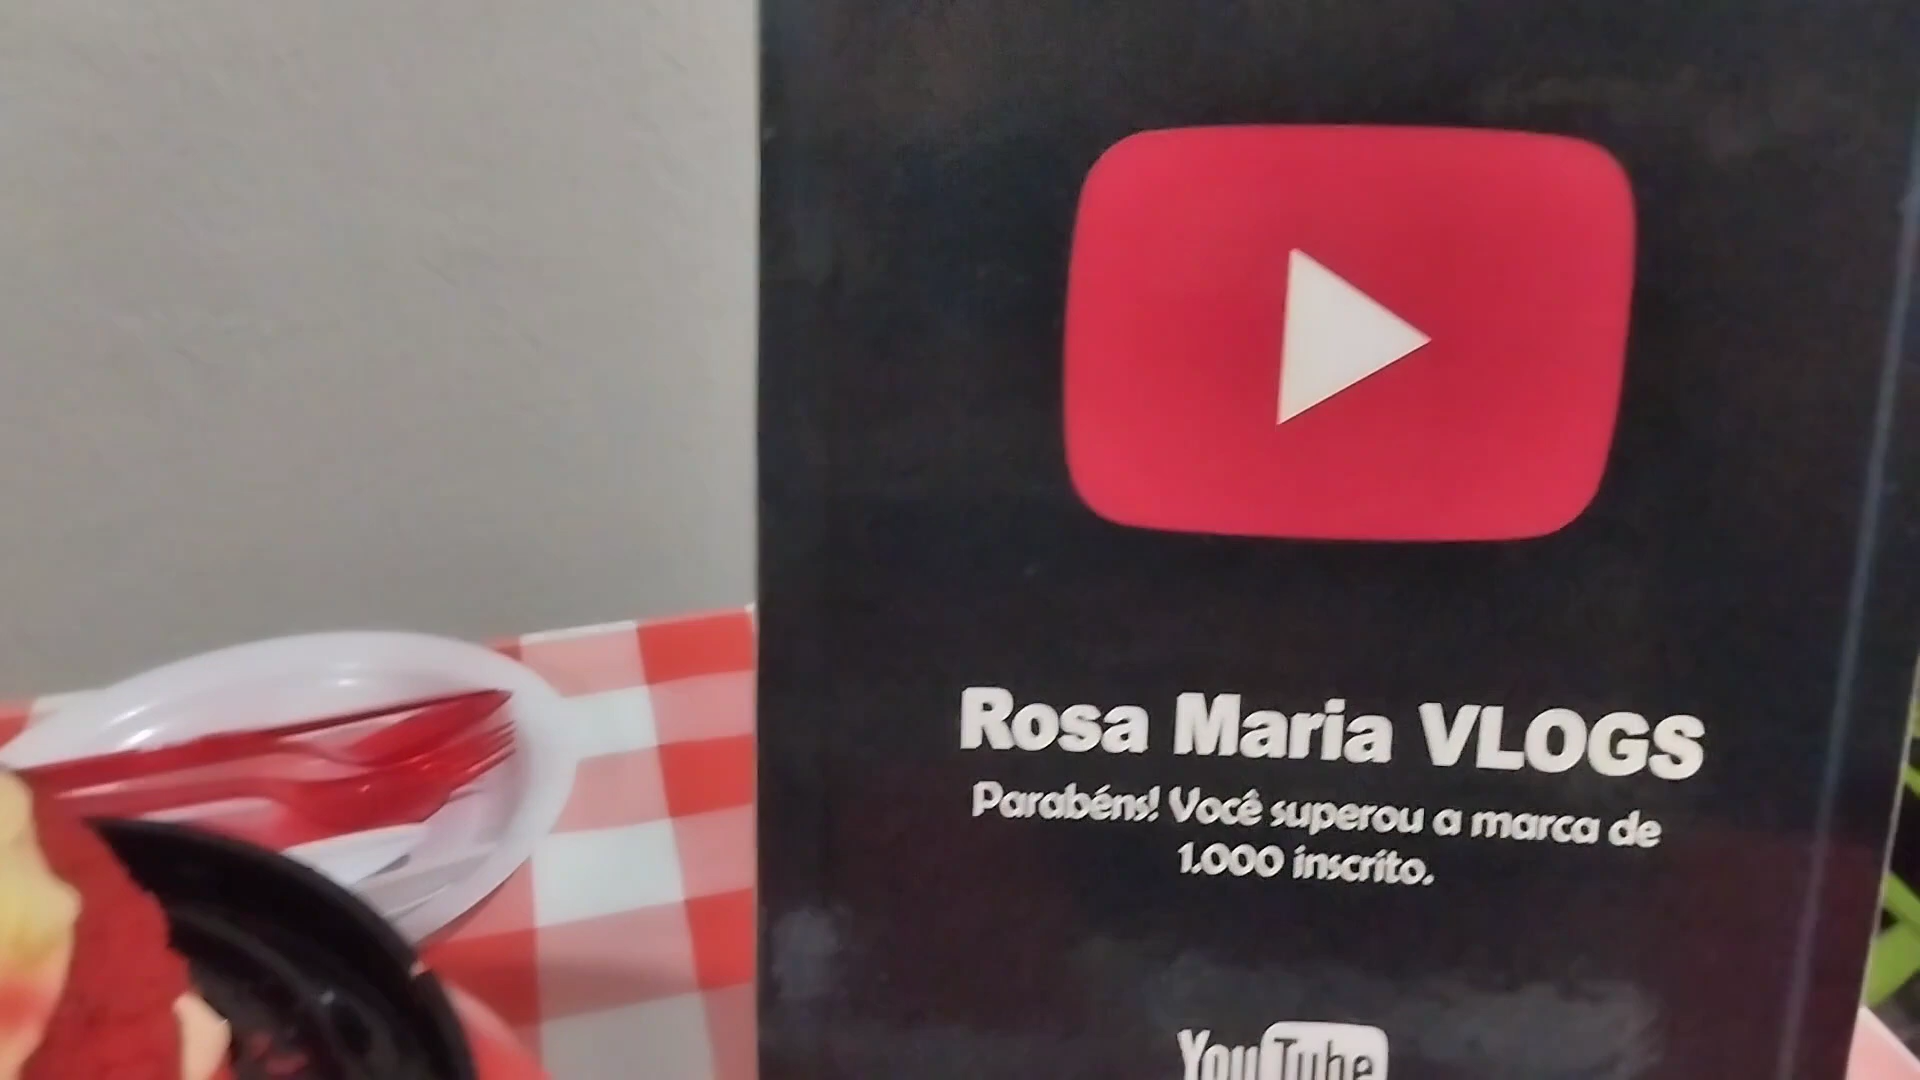 Rosa Maria VLOGS
Parabéns! Você superou a marca de
1.000 inscrito.
YouTube